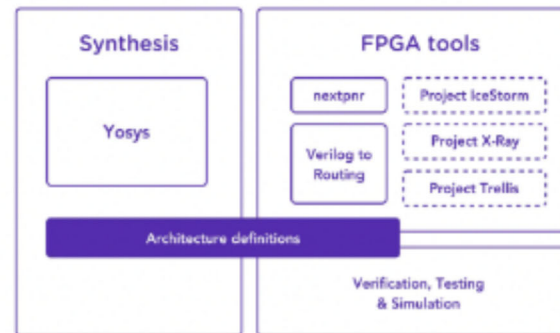 Synthesis
Yosys
FPGA tools
nextpnr
Verilog to
Routing
Project IceStorm
Project X-Ray
Project Trellis
Architecture definitions
Verification, Testing
& Simulation